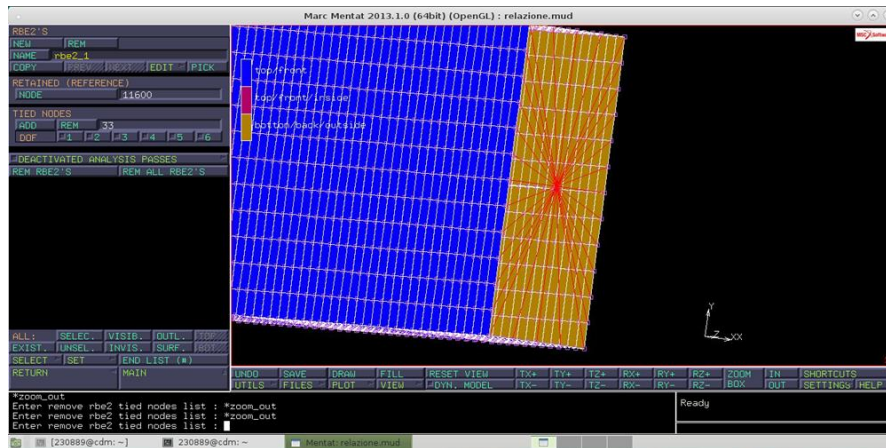 Marc Mentat 2013.1.0 (64bit) (OpenGL) : relazione.mud
RBE2'S
NEW REM
NAME rbe2_1
COPY PREV NEXT EDIT PICK
RETAINED (REFERENCE)
NODE 11600
TIED NODES
ADD REM 33
DOF 1 2 3 4 5 6
DEACTIVATED ANALYSIS PASSES
REM RBE2'S REM ALL RBE2'S
ALL: SELEC. VISIB. OUTL. TOP
EXIST. UNSEL. INVIS. SURF. BOT.
SELECT SET END LIST (#)
RETURN MAIN
top/front
top/front/inside
bottom/back/outside
Y
Z XX
UNDO SAVE DRAW FILL RESET VIEW TX+ TY+ TZ+ RX+ RY+ RZ+ ZOOM IN SHORTCUTS
UTILS FILES PLOT VIEW DYN. MODEL TX- TY- TZ- RX- RY- RZ- BOX OUT SETTINGS HELP
*zoom_out
Enter remove rbe2 tied nodes list : *zoom_out
Enter remove rbe2 tied nodes list : *zoom_out
Enter remove rbe2 tied nodes list :
Ready
[230889@cdm: ~] 230889@cdm:~ Mentat: relazione.mud